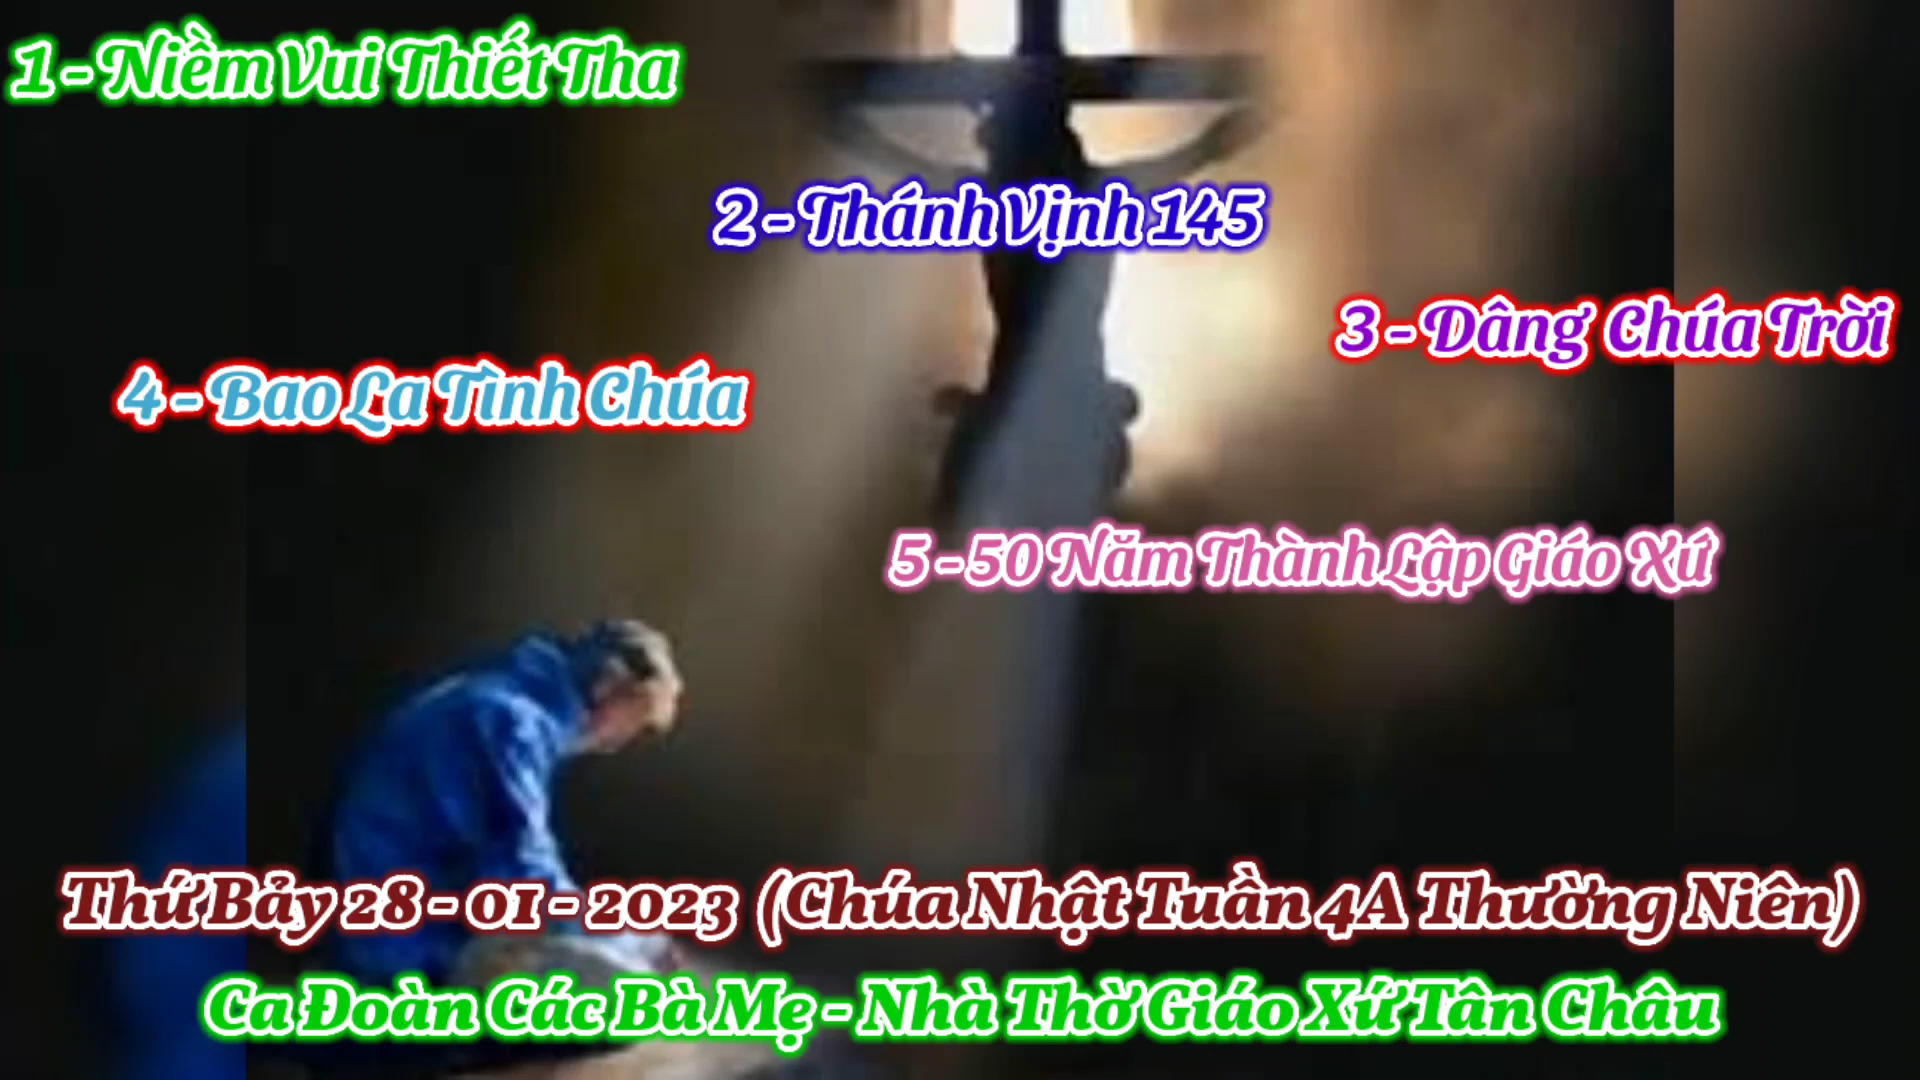 1 - Niềm Vui Thiết Tha
2 - Thánh Vịnh 145
3 - Dâng Chúa Trời
4 - Bao La Tình Chúa
5 - 50 Năm Thành Lập Giáo Xứ
Thứ Bảy 28 - 01 - 2023 (Chúa Nhật Tuần 4A Thường Niên)
Ca Đoàn Các Bà Mẹ - Nhà Thờ Giáo Xứ Tân Châu